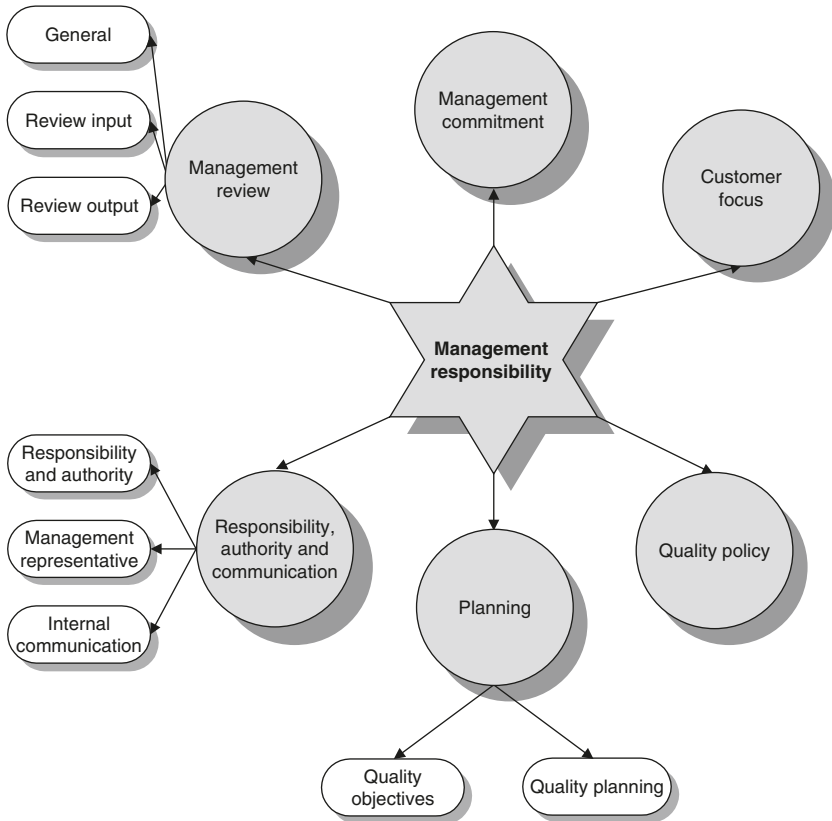 General
Review input
Review output
Management
review
Management
commitment
Customer
focus
Management
responsibility
Responsibility
and authority
Management
representative
Internal
communication
Responsibility,
authority and
communication
Planning
Quality policy
Quality
objectives
Quality planning